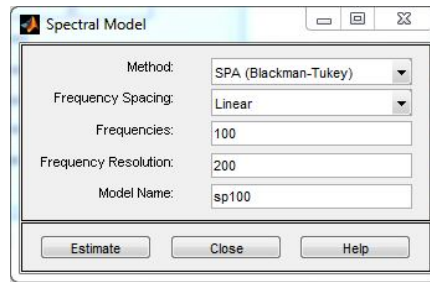 Spectral Model
Method: SPA (Blackman-Tukey)
Frequency Spacing: Linear
Frequencies: 100
Frequency Resolution: 200
Model Name: sp100
Estimate Close Help